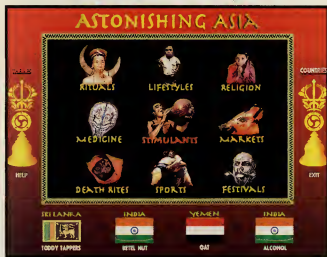 ASTONISHING ASIA
COUNTRIES
RITUALS LIFESTYLES RELIGION
MEDICINE STIMULANTS MARKETS
DEATH RITES SPORTS FESTIVALS
HELP EXIT
SRI LANKA INDIA YEMEN INDIA
TODDY TAPPERS BETEL NUT QAT ALCOHOL